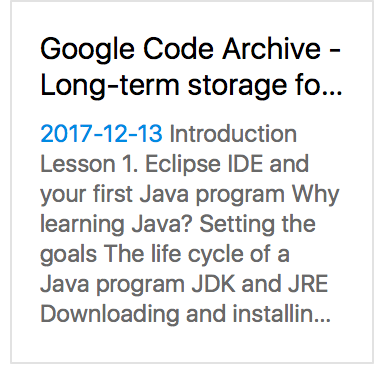 Google Code Archive -
Long-term storage fo...
2017-12-13 Introduction
Lesson 1. Eclipse IDE and
your first Java program Why
learning Java? Setting the
goals The life cycle of a
Java program JDK and JRE
Downloading and installin...